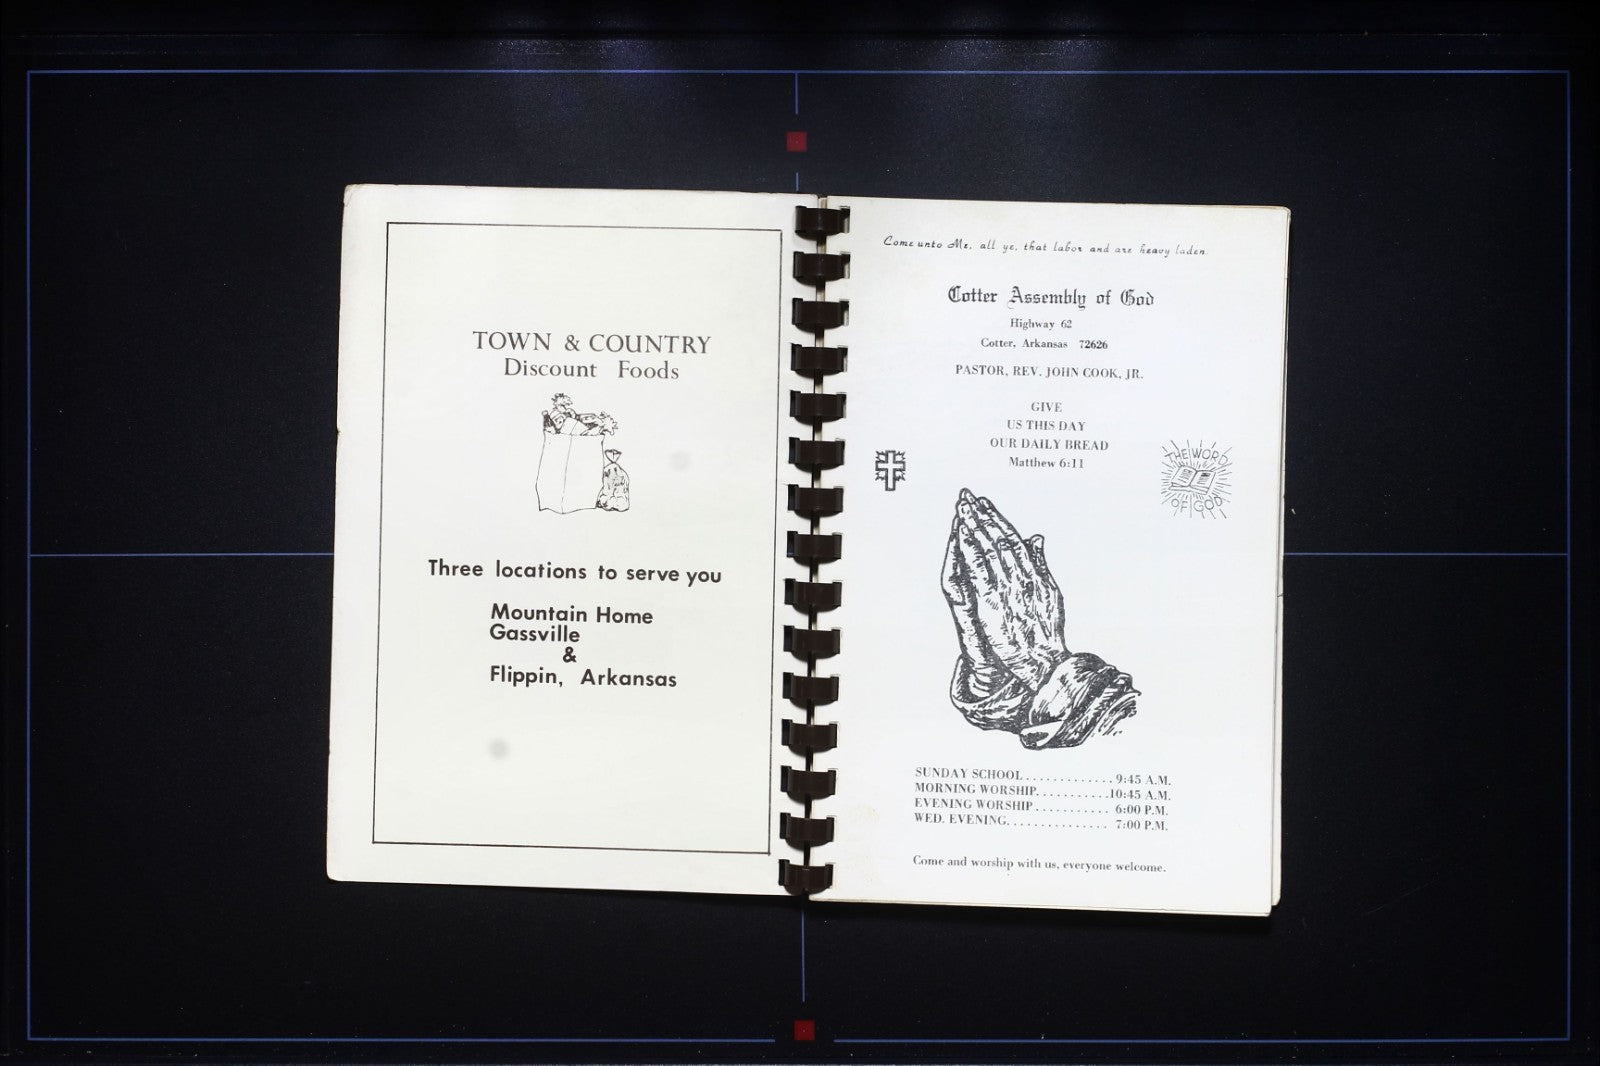 TOWN & COUNTRY
Discount Foods
Three locations to serve you
Mountain Home
Gassville
&
Flippin, Arkansas
Come unto Me, all ye, that labor and are heavy laden.
Cotter Assembly of God
Highway 62
Cotter, Arkansas 72626
PASTOR, REV. JOHN COOK, JR.
GIVE
US THIS DAY
OUR DAILY BREAD
Matthew 6:11
THE WORD
OF GOD
SUNDAY SCHOOL . . . . . . . . . . . . . 9:45 A.M.
MORNING WORSHIP. . . . . . . . . . .10:45 A.M.
EVENING WORSHIP . . . . . . . . . . . 6:00 P.M.
WED. EVENING. . . . . . . . . . . . . . . 7:00 P.M.
Come and worship with us, everyone welcome.